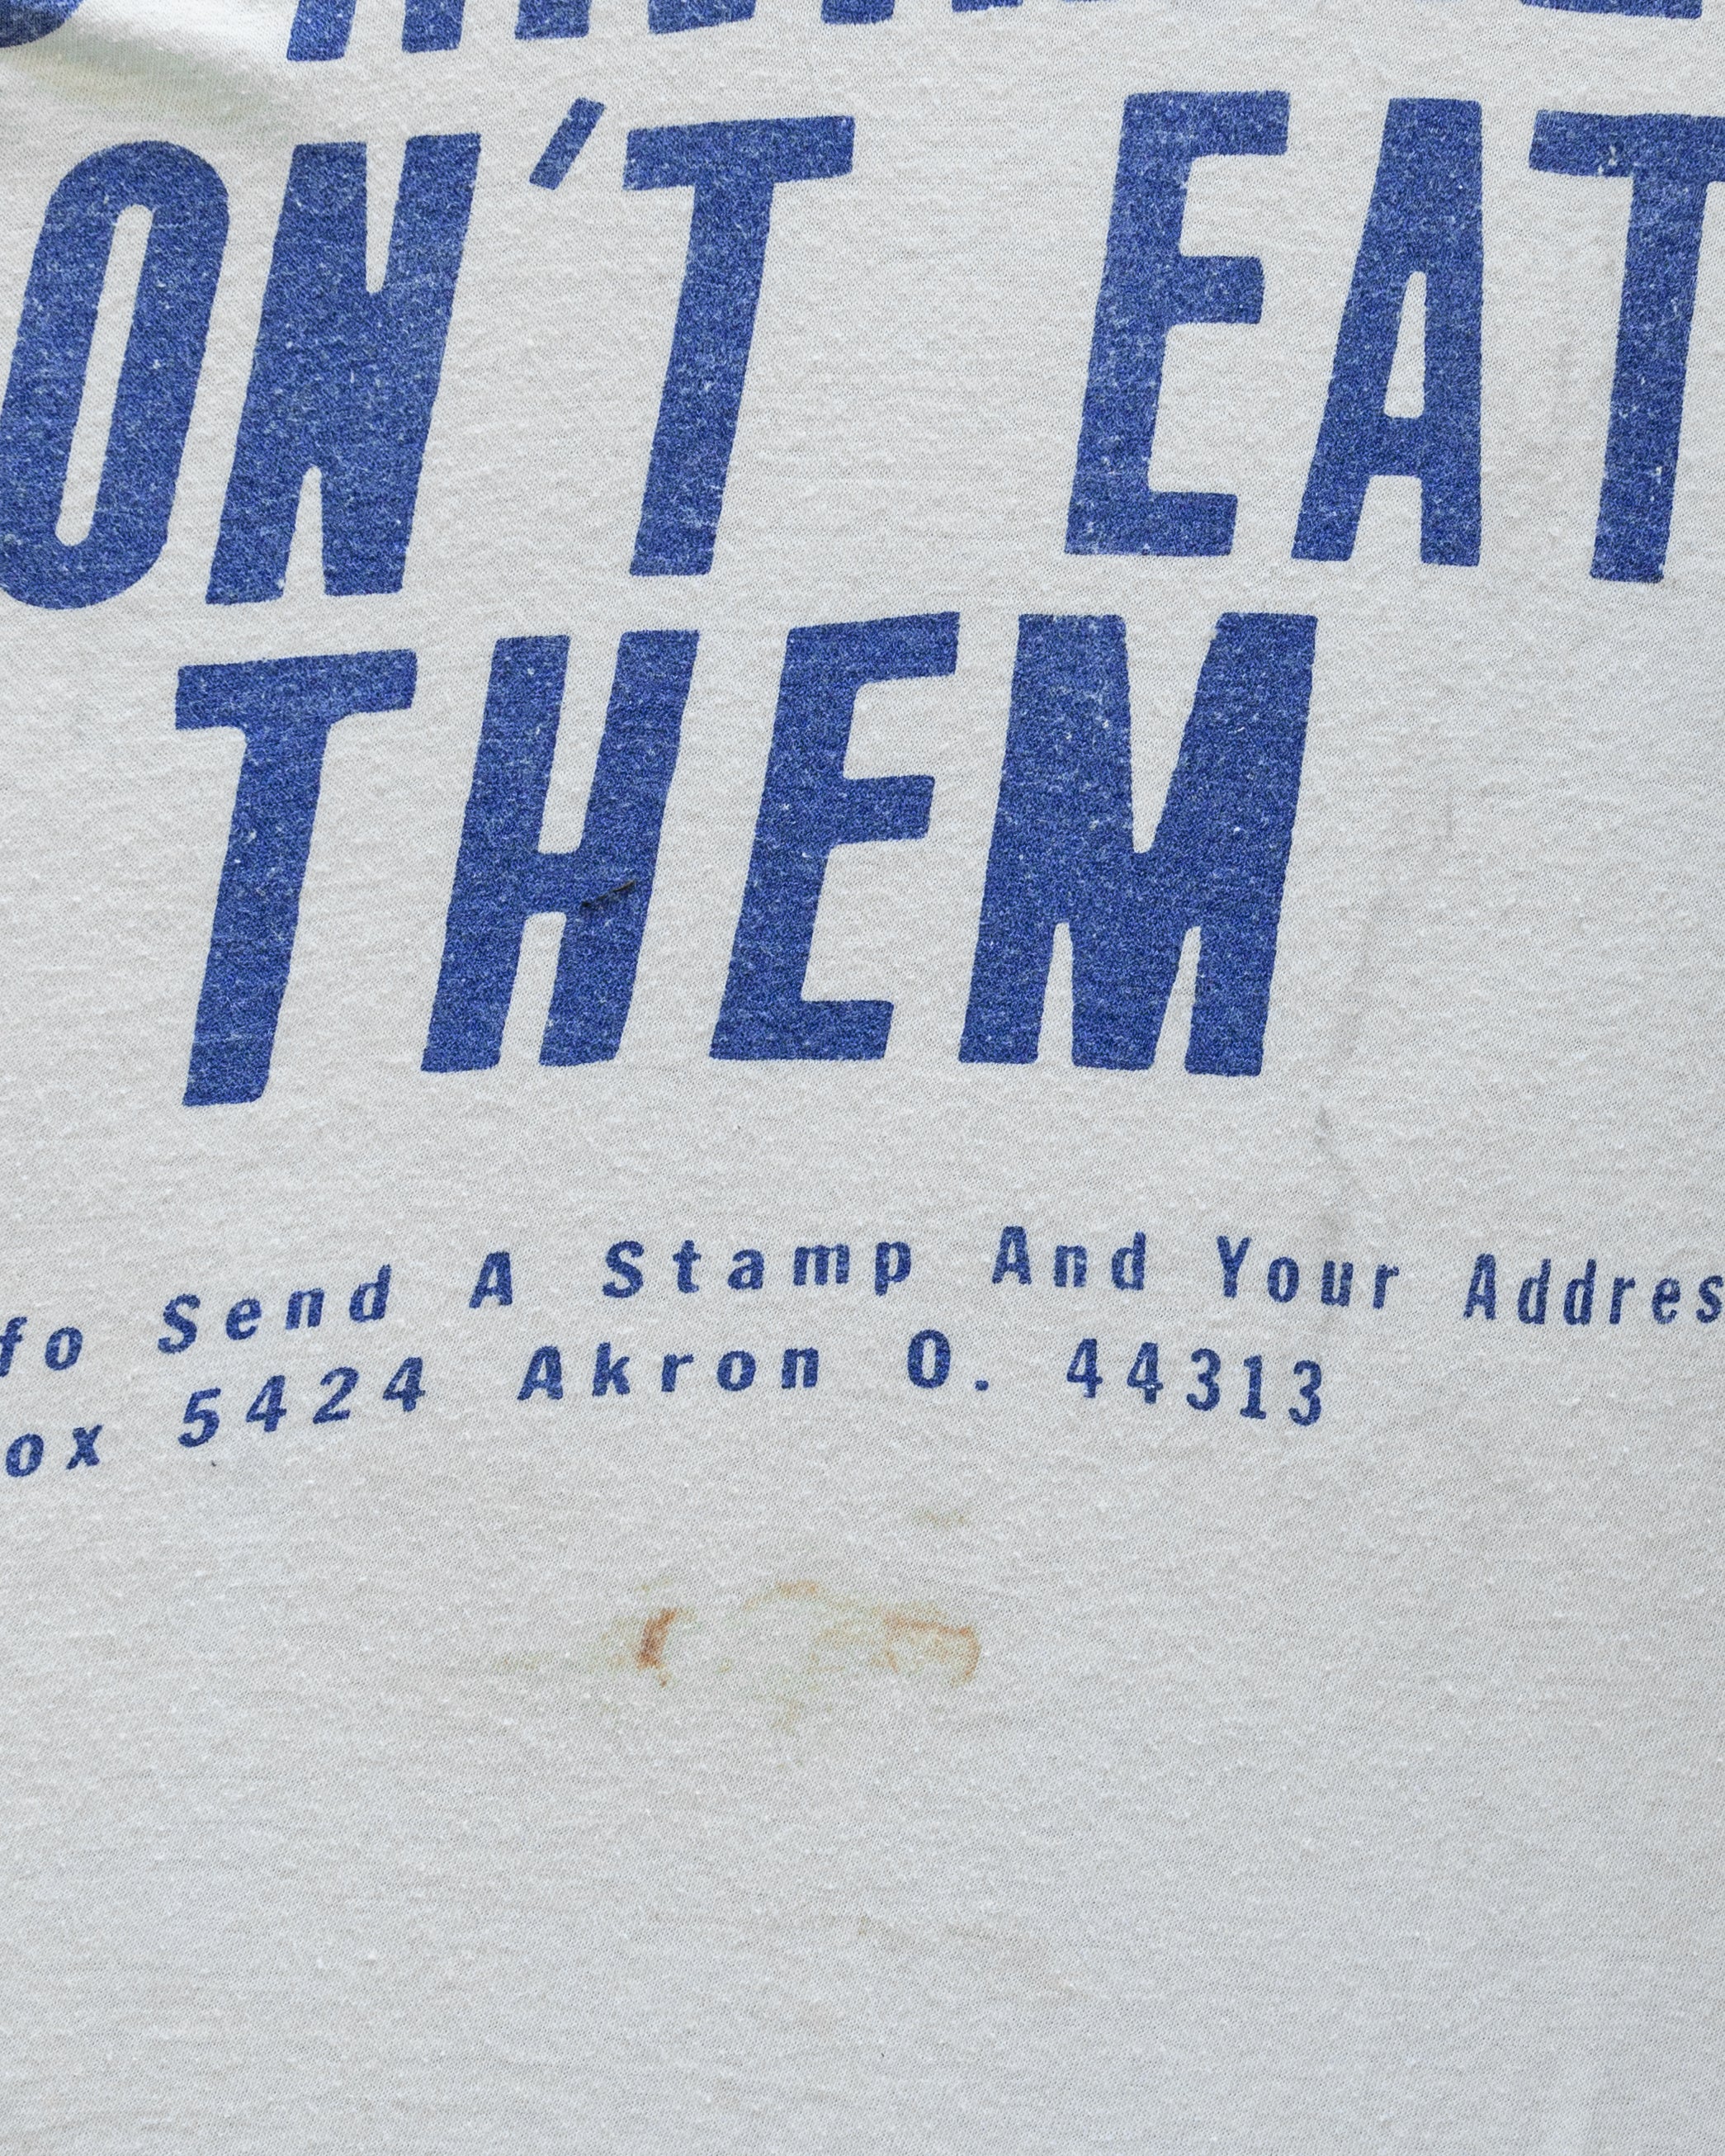 ON'T EAT
THEM
fo Send A Stamp And Your Addres
ox 5424 Akron O. 44313